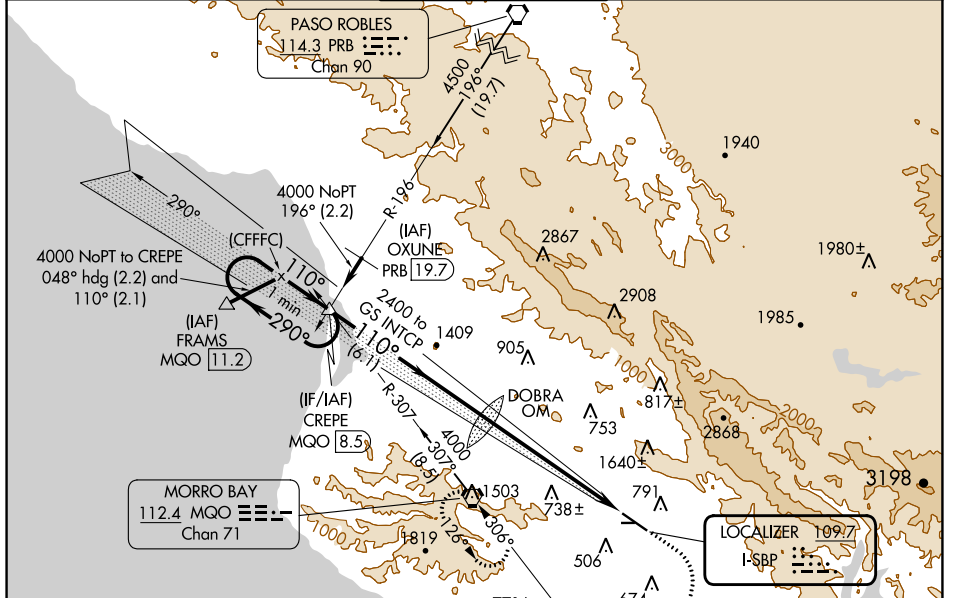 PASO ROBLES
114.3 PRB
Chan 90
4500
196°
(19.7)
3000
1940
R-196
290°
4000 NoPT
196° (2.2)
(IAF)
OXUNE
PRB 19.7
(CFFFC)
4000 NoPT to CREPE
048° hdg (2.2) and
110° (2.1)
110°
1 min
290°
(IAF)
FRAMS
MQO 11.2
2867
1980±
2908
1985
2400 to
GS INTCP
110°
(6.1)
1409
905
1000
817±
2000
2868
(IF/IAF)
CREPE
MQO 8.5
R-307
4000
307°
(8.5)
DOBRA
OM
753
1640±
791
3198
MORRO BAY
112.4 MQO
Chan 71
1503
738±
306°
126°
1000
1819
506
LOCALIZER 109.7
I-SBP